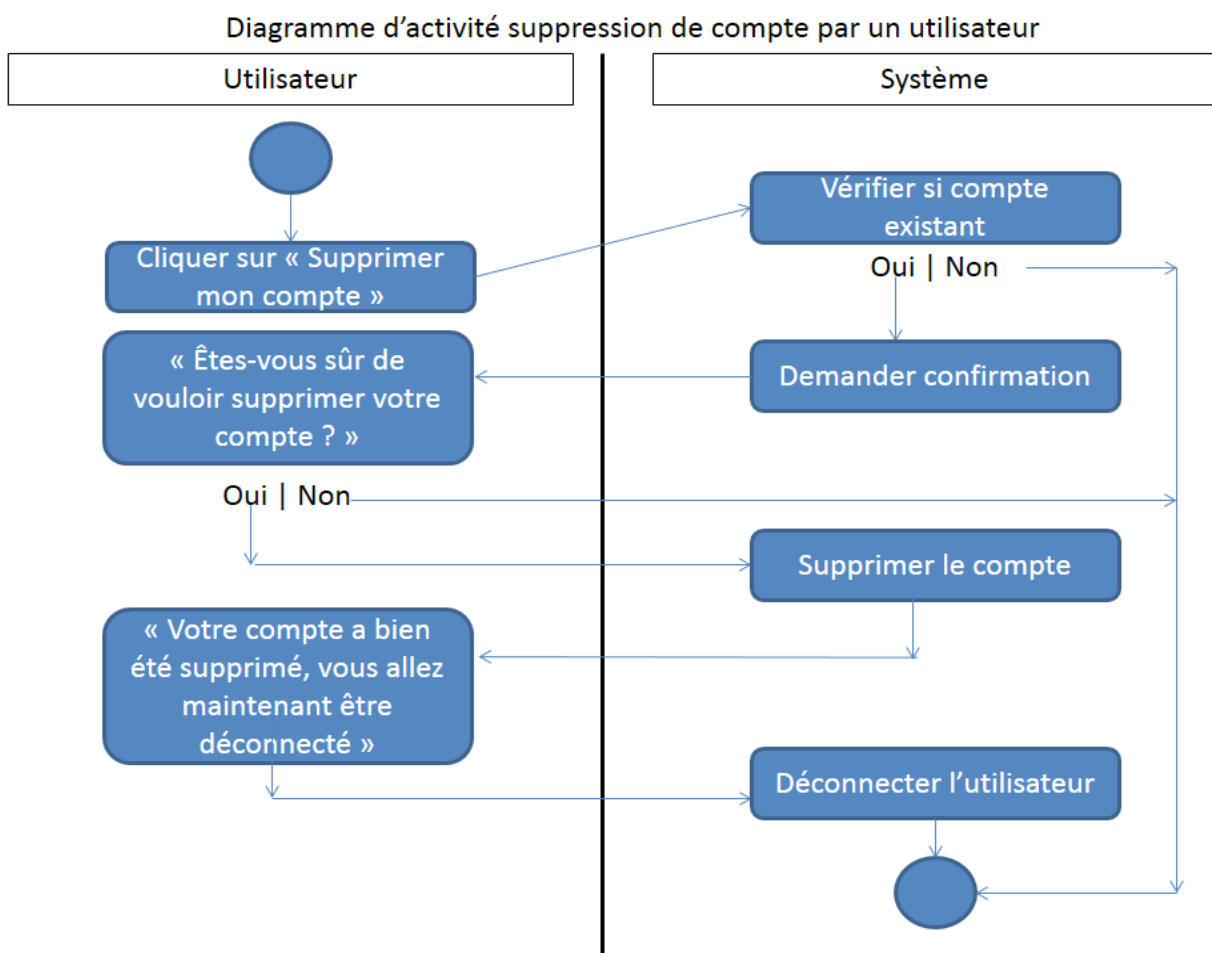 Diagramme d’activité suppression de compte par un utilisateur
Utilisateur
Système
Vérifier si compte
existant
Cliquer sur « Supprimer
mon compte »
Oui | Non
« Êtes-vous sûr de
vouloir supprimer votre
compte ? »
Demander confirmation
Oui | Non
Supprimer le compte
« Votre compte a bien
été supprimé, vous allez
maintenant être
déconnecté »
Déconnecter l’utilisateur